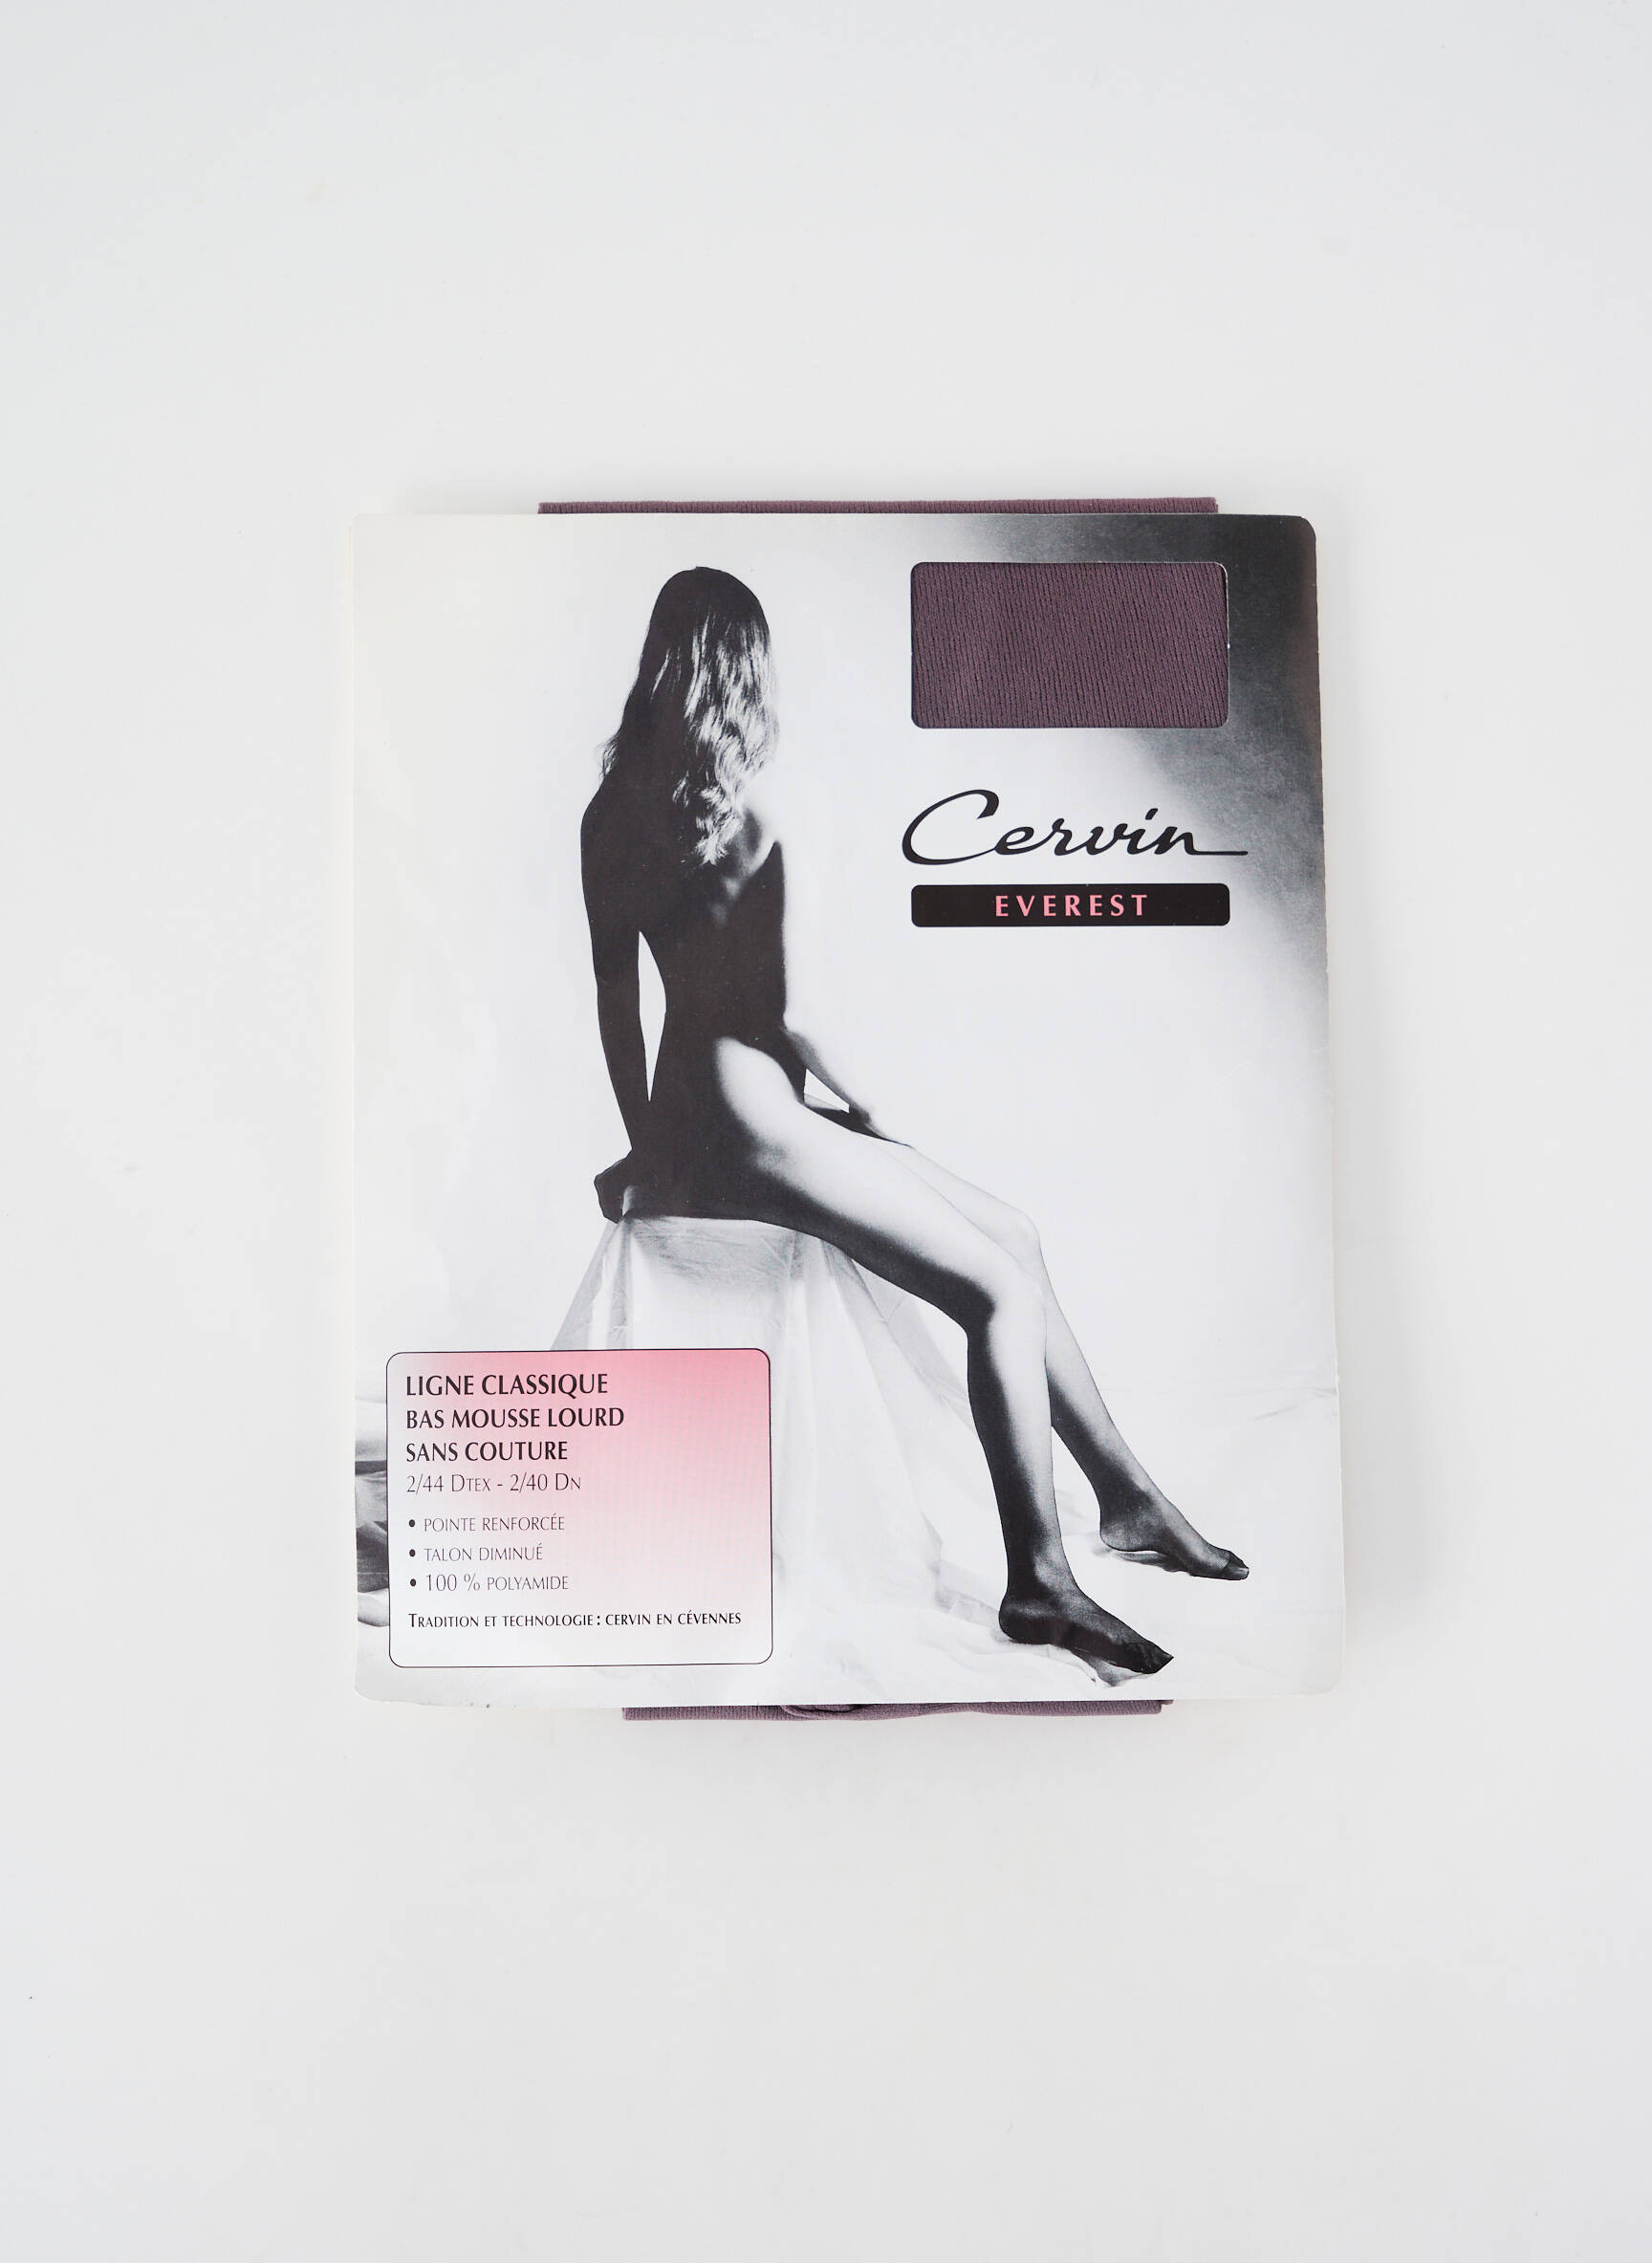 Cervin
EVEREST
LIGNE CLASSIQUE
BAS MOUSSE LOURD
SANS COUTURE
2/44 DTEX - 2/40 DN
• POINTE RENFORCÉE
• TALON DIMINUÉ
• 100 % POLYAMIDE
TRADITION ET TECHNOLOGIE : CERVIN EN CÉVENNES